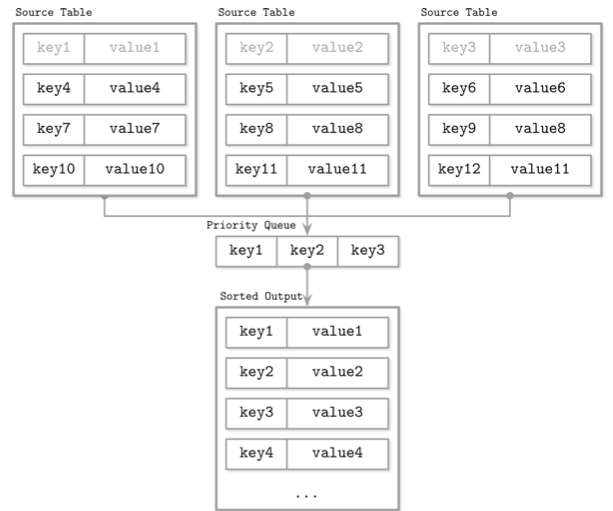 Source Table Source Table Source Table
key1 value1 key2 value2 key3 value3
key4 value4 key5 value5 key6 value6
key7 value7 key8 value8 key9 value8
key10 value10 key11 value11 key12 value11
Priority Queue
key1 key2 key3
Sorted Output
key1 value1
key2 value2
key3 value3
key4 value4
...